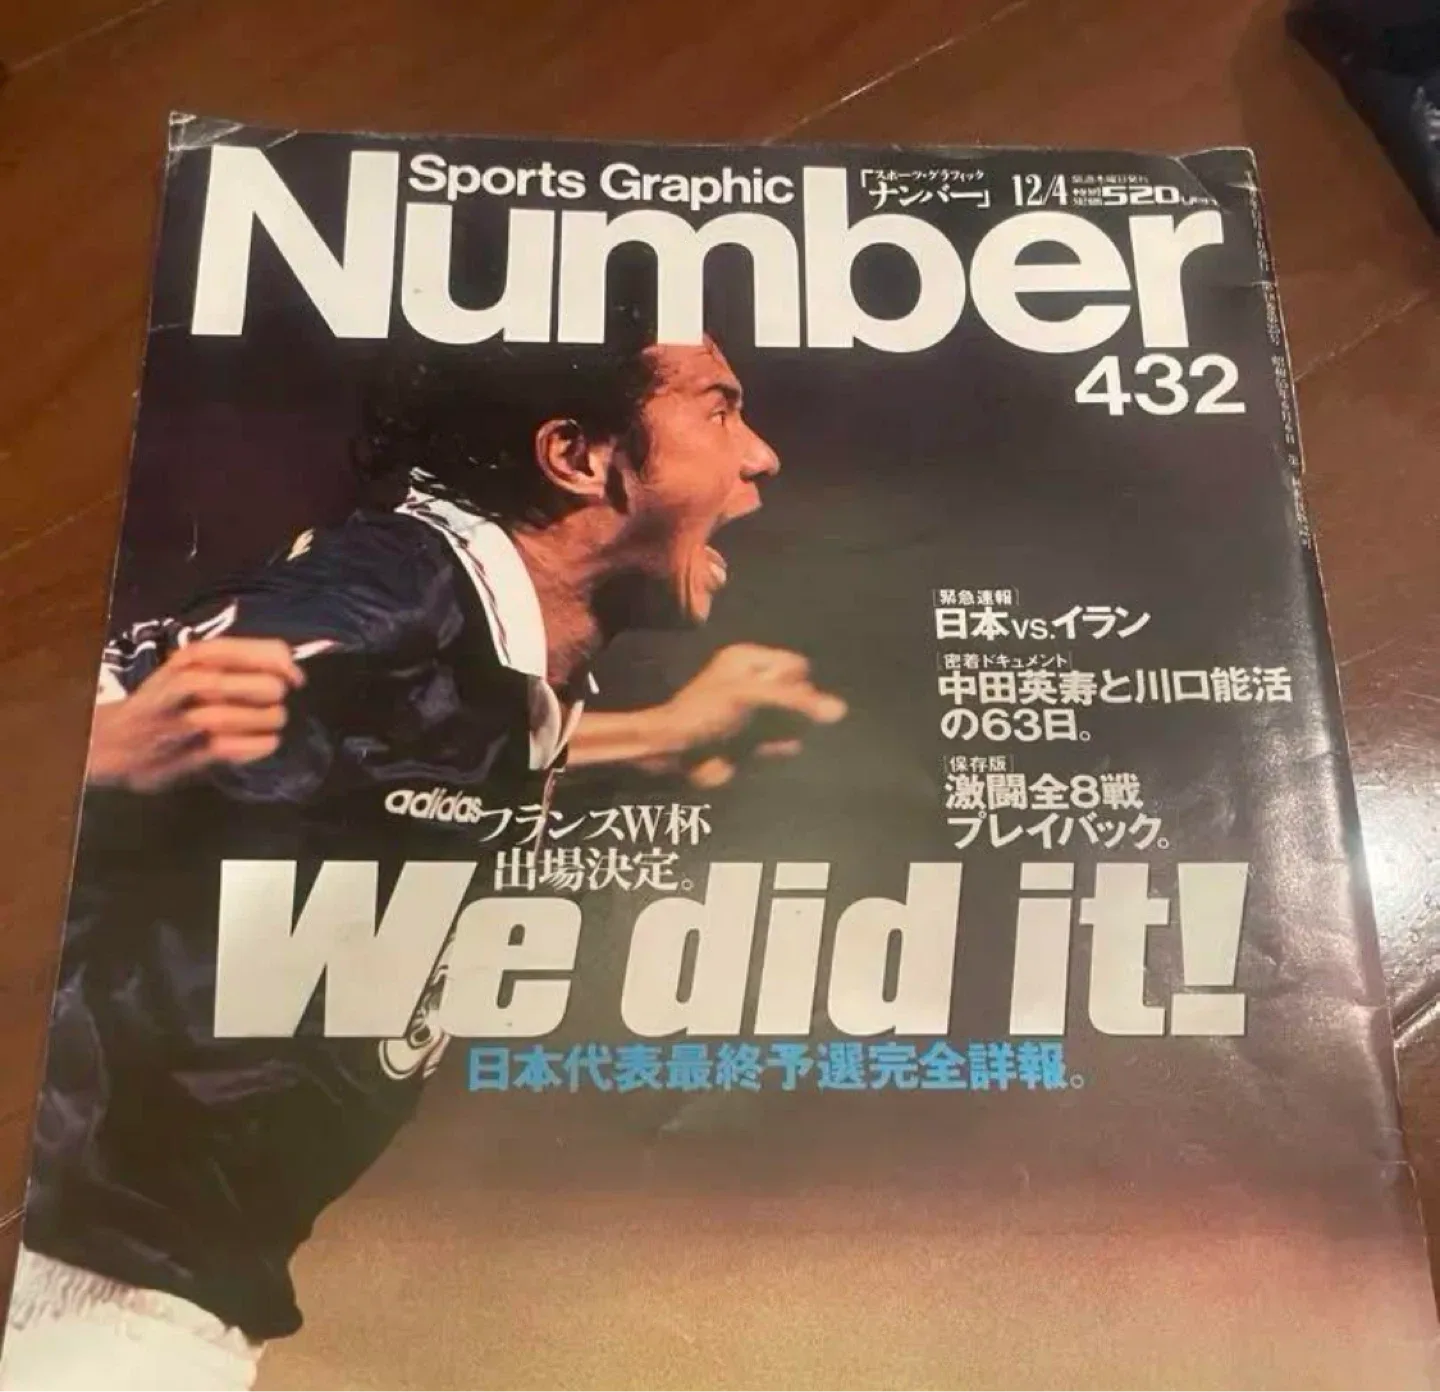 Sports Graphic
「スポーツ・グラフィック
ナンバー」
12/4
520yen
Number
432
[緊急速報]
日本vs.イラン
[密着ドキュメント]
中田英寿と川口能活
の63日。
[保存版]
激闘全8戦
プレイバック。
adidas
フランスW杯
出場決定。
We did it!
日本代表最終予選完全詳報。